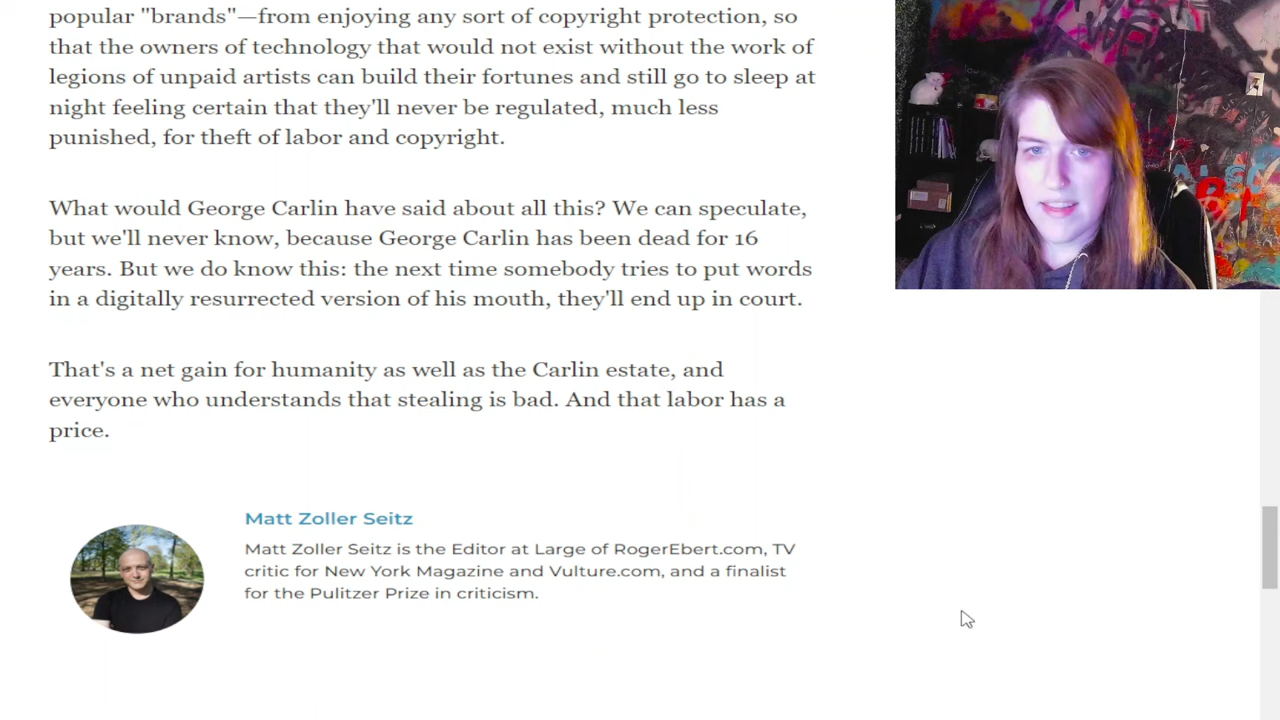 popular "brands"—from enjoying any sort of copyright protection, so
that the owners of technology that would not exist without the work of
legions of unpaid artists can build their fortunes and still go to sleep at
night feeling certain that they'll never be regulated, much less
punished, for theft of labor and copyright.
What would George Carlin have said about all this? We can speculate,
but we'll never know, because George Carlin has been dead for 16
years. But we do know this: the next time somebody tries to put words
in a digitally resurrected version of his mouth, they'll end up in court.
That's a net gain for humanity as well as the Carlin estate, and
everyone who understands that stealing is bad. And that labor has a
price.
Matt Zoller Seitz
Matt Zoller Seitz is the Editor at Large of RogerEbert.com, TV
critic for New York Magazine and Vulture.com, and a finalist
for the Pulitzer Prize in criticism.